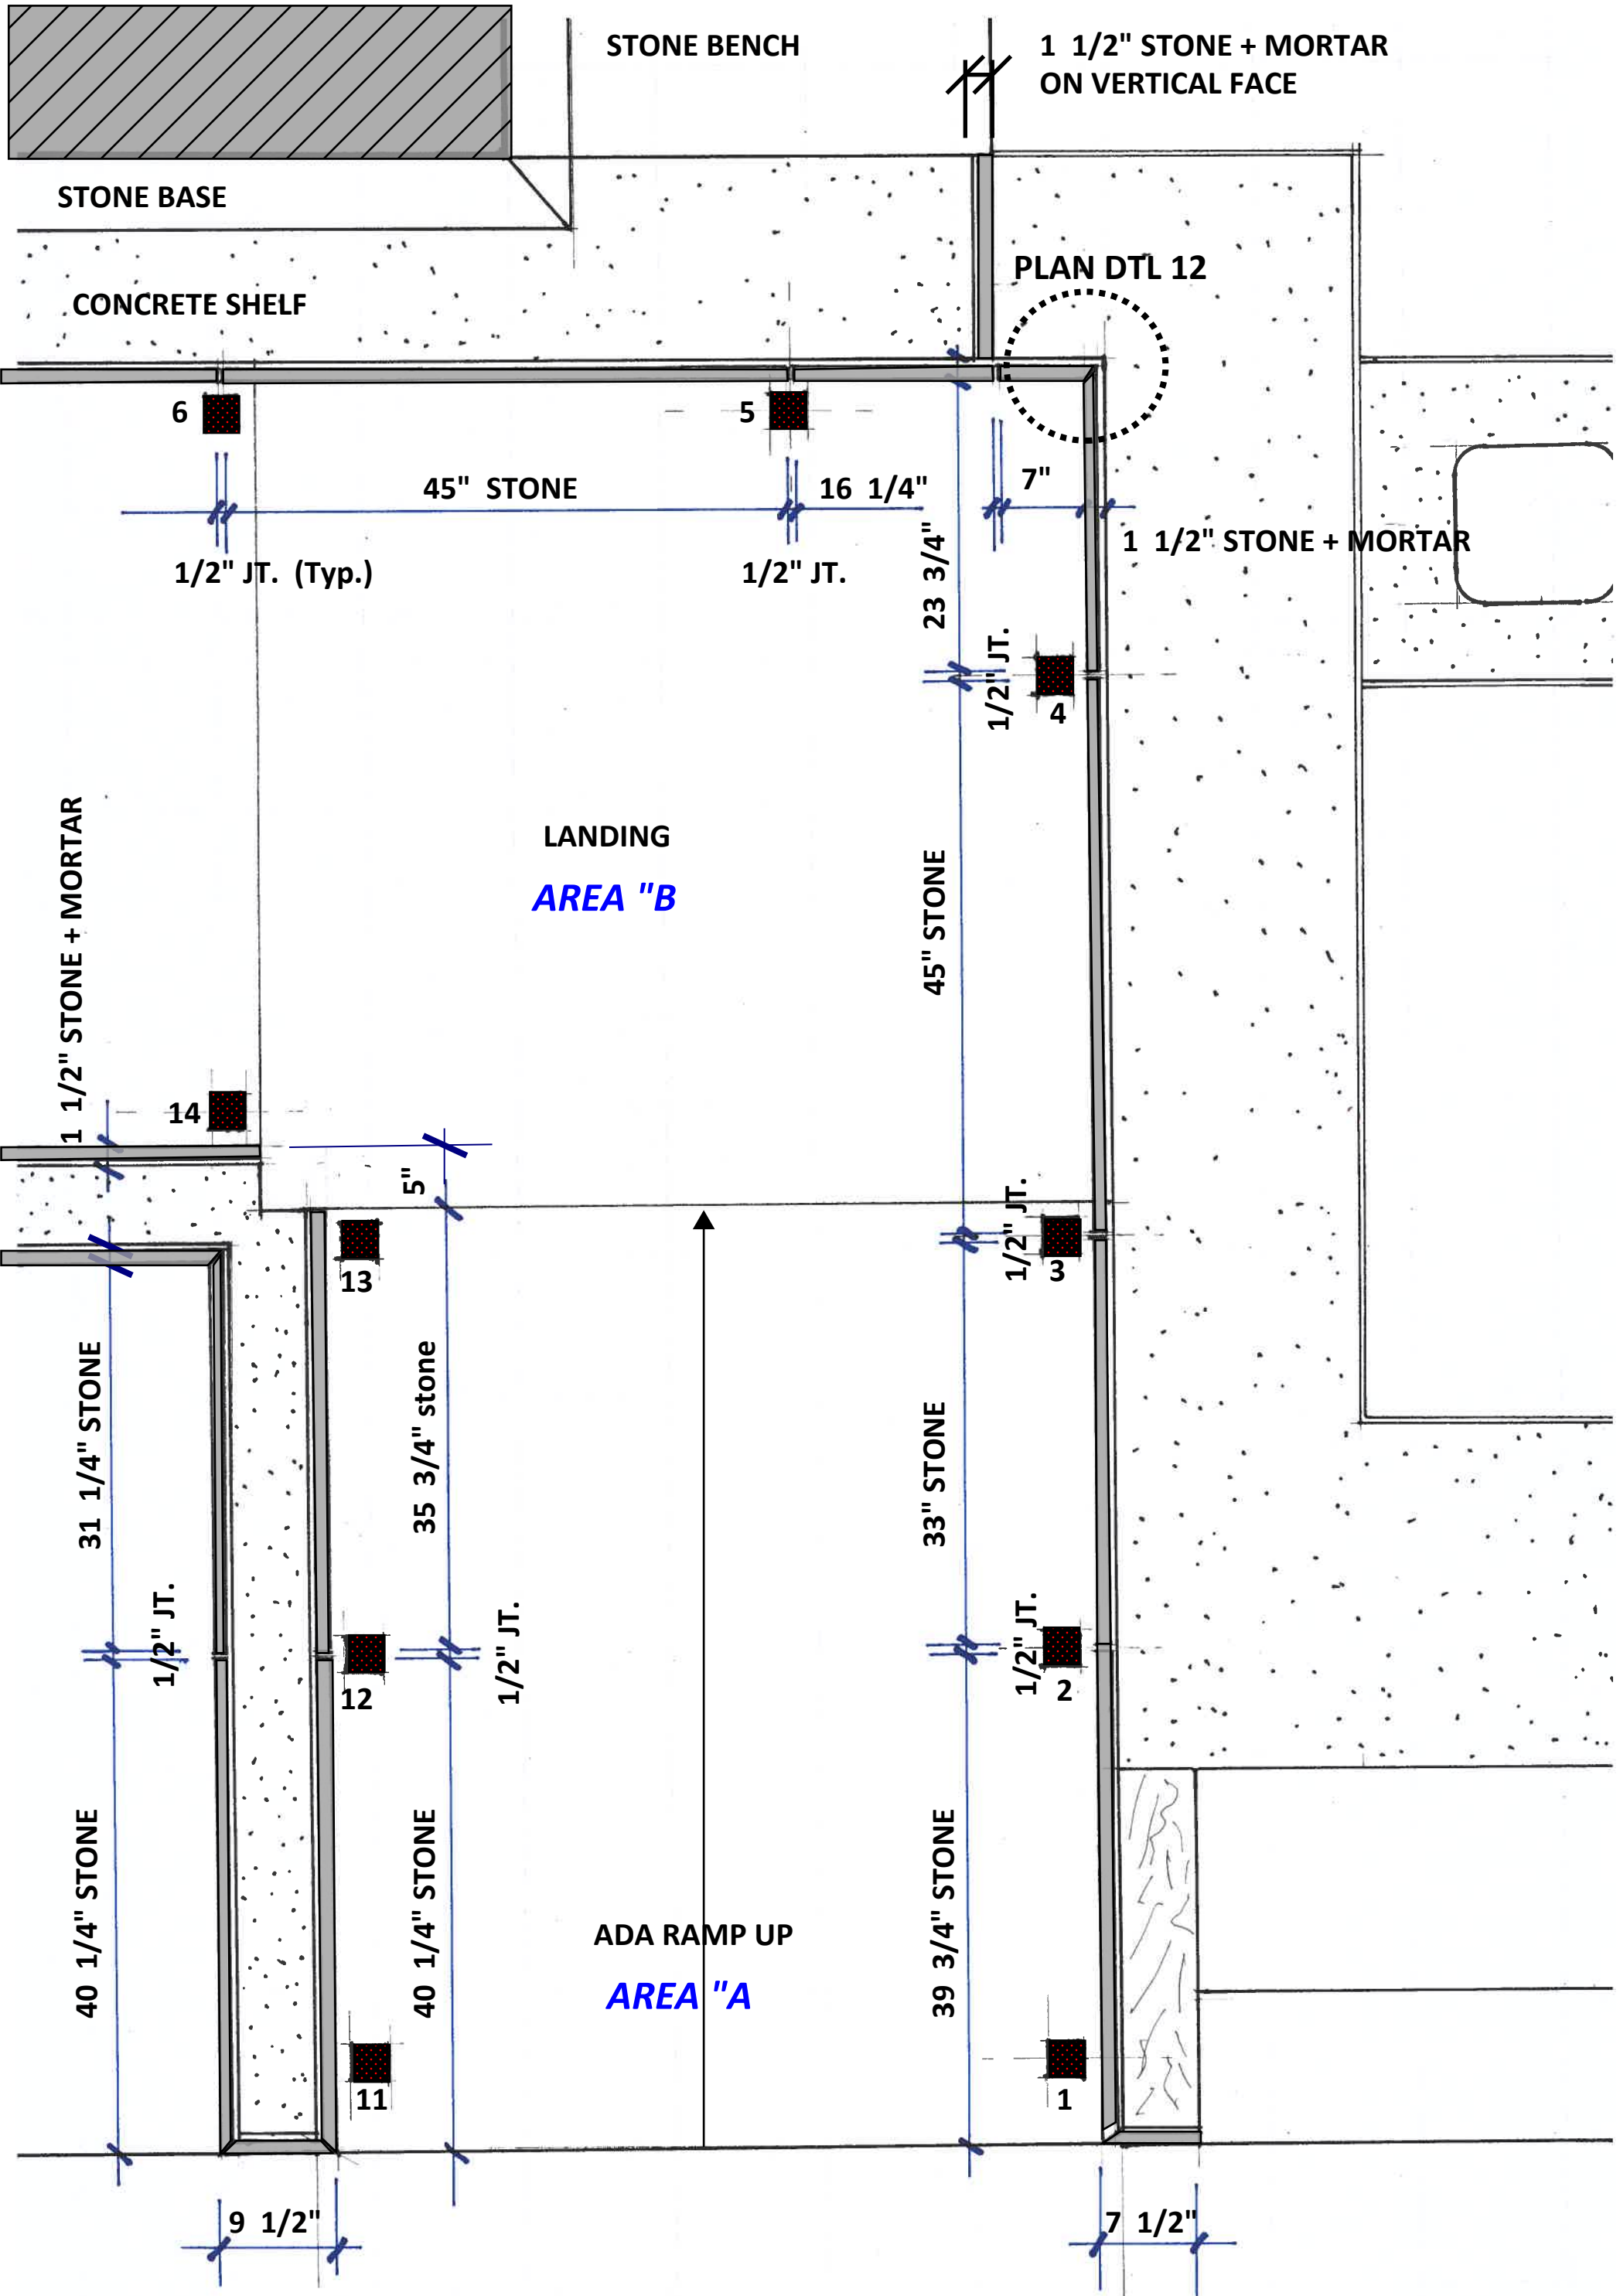 STONE BENCH
1 1/2" STONE + MORTAR
ON VERTICAL FACE
STONE BASE
PLAN DTL 12
CONCRETE SHELF
6
5
45" STONE
16 1/4"
7"
1 1/2" STONE + MORTAR
1/2" JT. (Typ.)
1/2" JT.
23 3/4"
1/2" JT.
4
LANDING
AREA "B
1 1/2" STONE + MORTAR
45" STONE
14
5"
1/2" JT.
3
13
31 1/4" STONE
35 3/4" stone
33" STONE
1/2" JT.
1/2" JT.
1/2" JT.
2
12
40 1/4" STONE
40 1/4" STONE
39 3/4" STONE
ADA RAMP UP
AREA "A
11
1
9 1/2"
7 1/2"